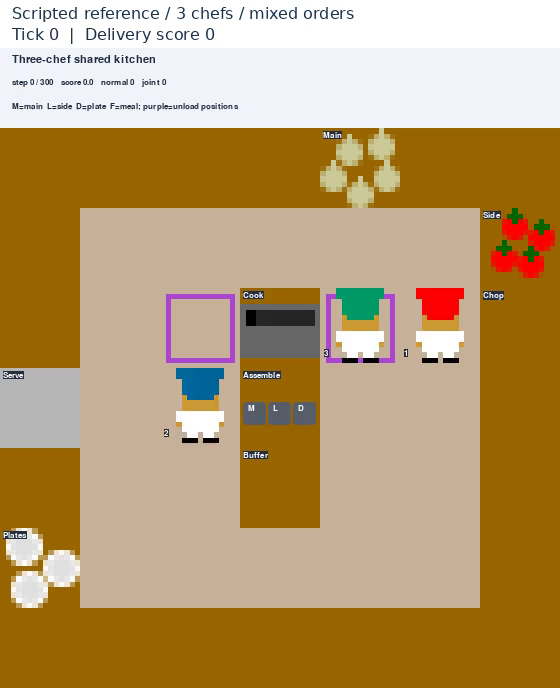 Scripted reference / 3 chefs / mixed orders
Tick 0 | Delivery score 0
Three-chef shared kitchen
step 0 / 300 score 0.0 normal 0 joint 0
M=main L=side D=plate F=meal; purple=unload positions
Main
Side
Cook
Chop
3
1
Serve
Assemble
M L D
2
Buffer
Plates